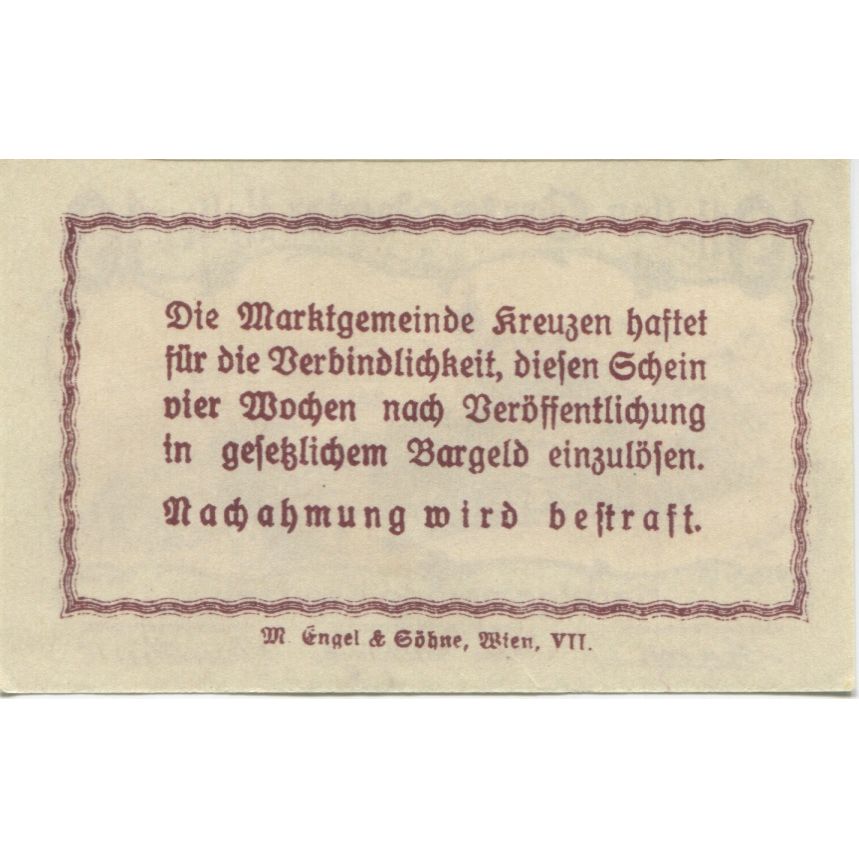 Die Marktgemeinde Kreuzen haftet
für die Verbindlichkeit, diesen Schein
vier Wochen nach Veröffentlichung
in gesetzlichem Bargeld einzulösen.
Nachahmung wird bestraft.
M. Engel & Söhne, Wien, VII.